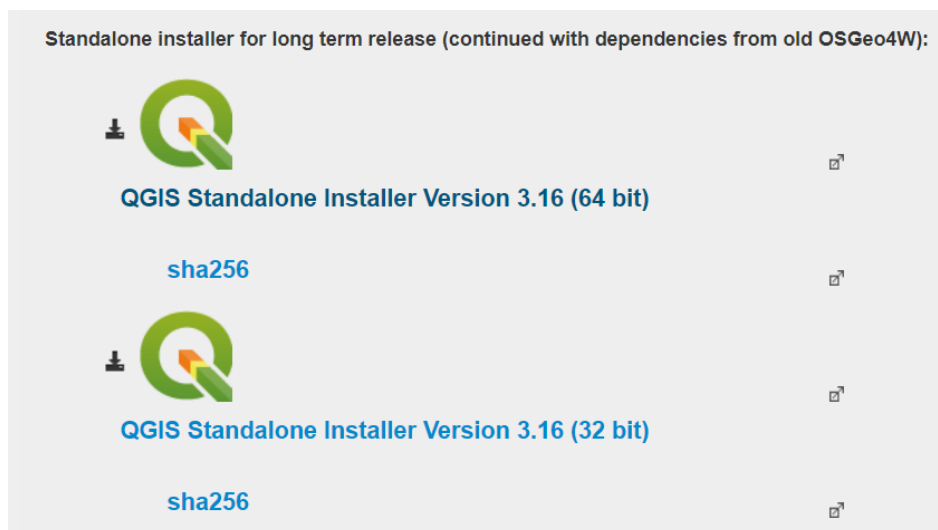 Standalone installer for long term release (continued with dependencies from old OSGeo4W):
QGIS Standalone Installer Version 3.16 (64 bit)
sha256
QGIS Standalone Installer Version 3.16 (32 bit)
sha256